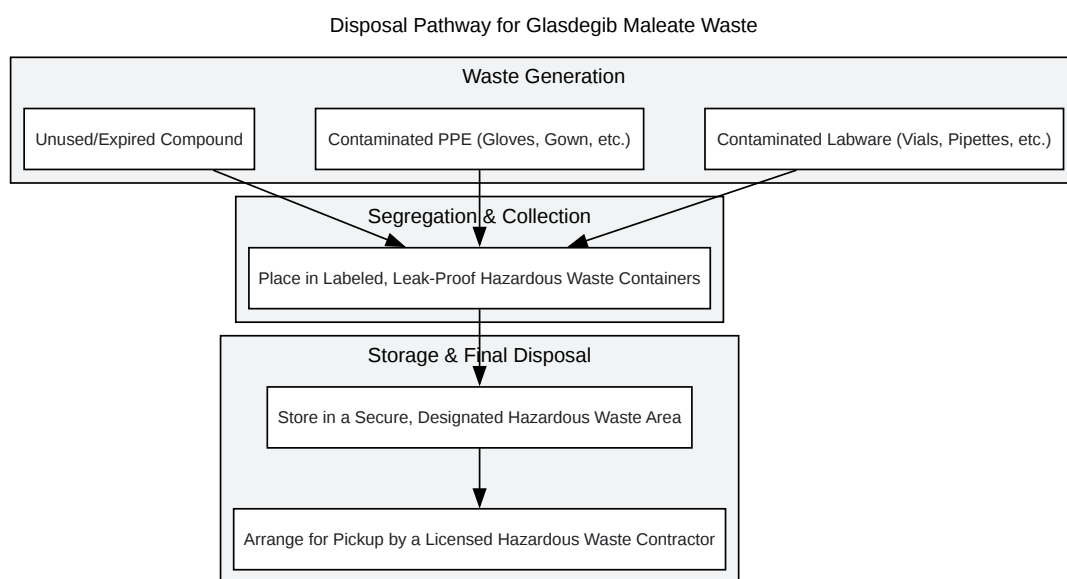 Disposal Pathway for Glasdegib Maleate Waste
Waste Generation
Unused/Expired Compound
Contaminated PPE (Gloves, Gown, etc.)
Contaminated Labware (Vials, Pipettes, etc.)
Segregation & Collection
Place in Labeled, Leak-Proof Hazardous Waste Containers
Storage & Final Disposal
Store in a Secure, Designated Hazardous Waste Area
Arrange for Pickup by a Licensed Hazardous Waste Contractor